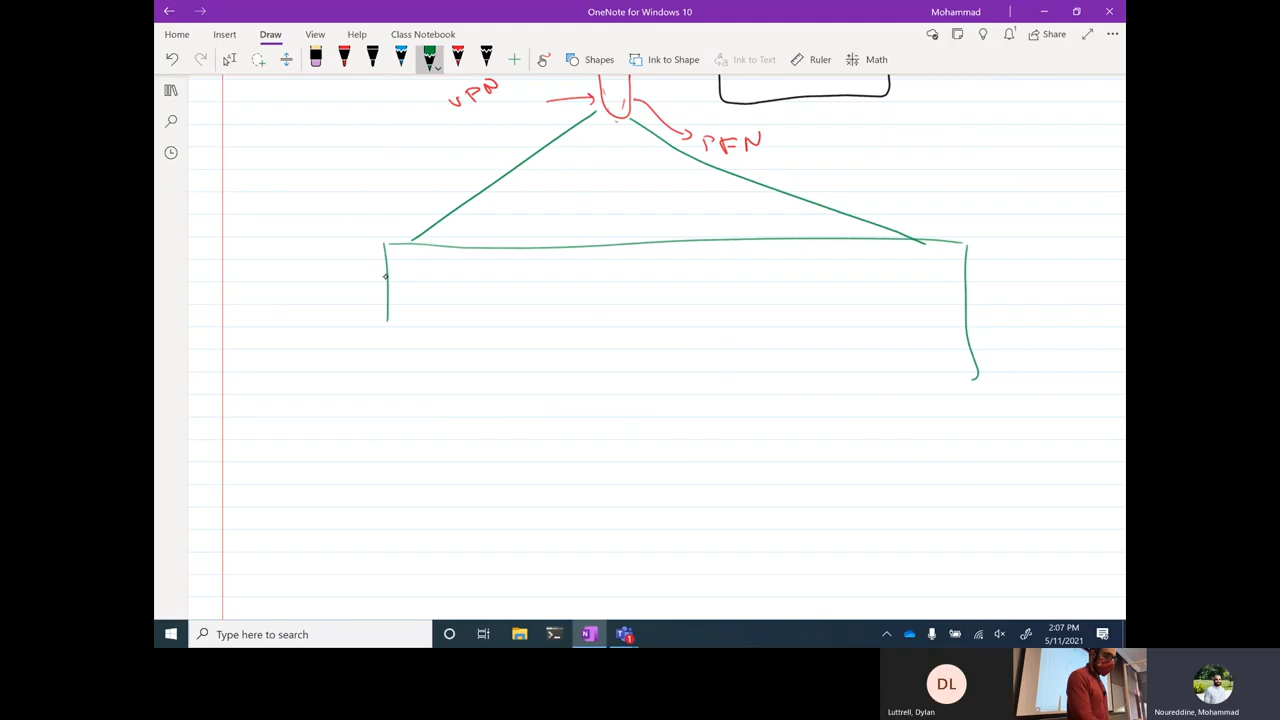 OneNote for Windows 10
Mohammad
Home Insert Draw View Help Class Notebook
Share
Shapes Ink to Shape Ink to Text Ruler Math
VPN
PFN
Type here to search
2:07 PM
5/11/2021
1
N
DL
Luttrell, Dylan
Noureddine, Mohammad